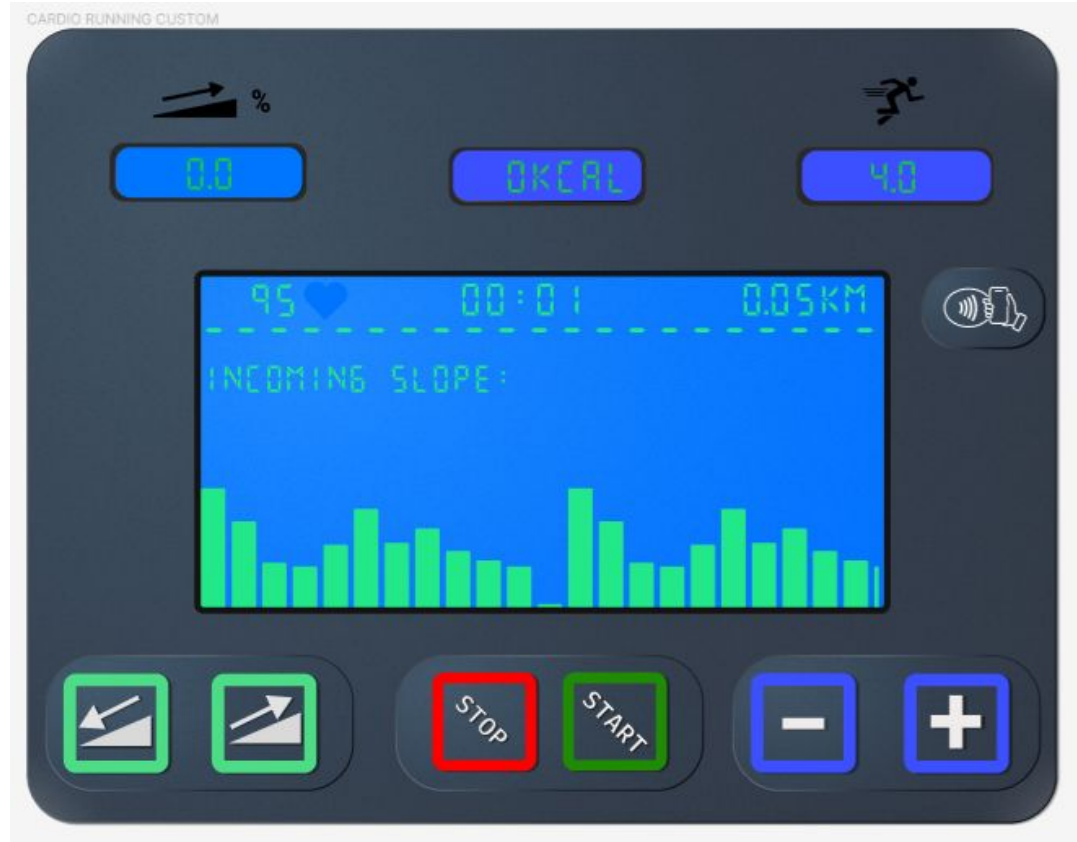 CARDIO RUNNING CUSTOM
%
0.0 0KCAL 4.0
95 00:01 0.05KM
INCOMING SLOPE:
STOP START